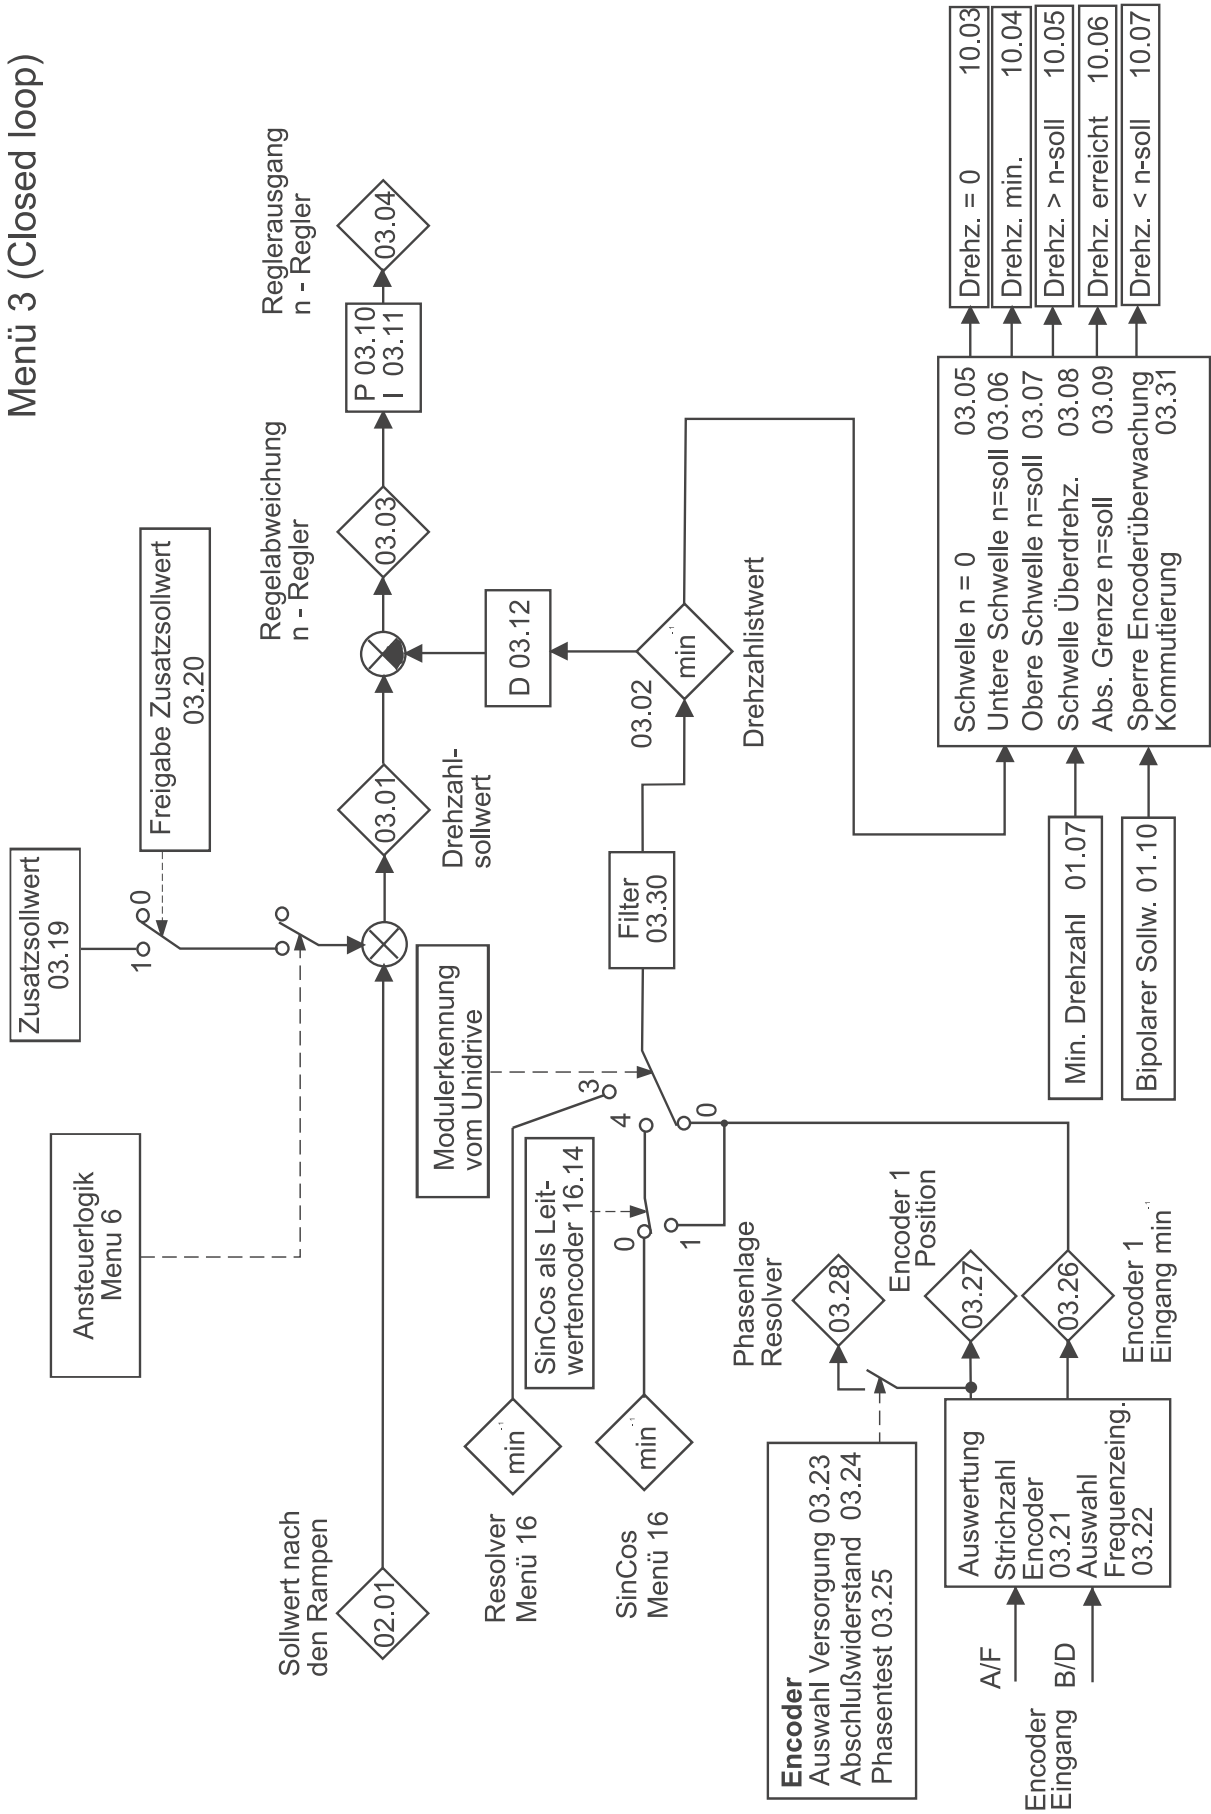 Menü 3 (Closed loop)
Ansteuerlogik
Menu 6
Zusatzsollwert
03.19
1
0
Freigabe Zusatzsollwert
03.20
Sollwert nach
den Rampen
02.01
03.01
Drehzahl-
sollwert
Regelabweichung
n - Regler
03.03
P 03.10
I 03.11
Reglerausgang
n - Regler
03.04
Modulerkennung
vom Unidrive
Resolver
Menü 16
min⁻¹
3
SinCos als Leit-
wertencoder 16.14
SinCos
Menü 16
min⁻¹
0
1
4
0
Filter
03.30
D 03.12
03.02
min⁻¹
Drehzahlistwert
Encoder
Auswahl Versorgung 03.23
Abschlußwiderstand 03.24
Phasentest 03.25
Phasenlage
Resolver
03.28
Encoder 1
Position
03.27
03.26
Encoder 1
Eingang min⁻¹
Encoder
Eingang
A/F
B/D
Auswertung
Strichzahl
Encoder
03.21
Auswahl
Frequenzeing.
03.22
Min. Drehzahl 01.07
Bipolarer Sollw. 01.10
Schwelle n = 0 03.05
Untere Schwelle n=soll 03.06
Obere Schwelle n=soll 03.07
Schwelle Überdrehz. 03.08
Abs. Grenze n=soll 03.09
Sperre Encoderüberwachung
Kommutierung 03.31
Drehz. = 0 10.03
Drehz. min. 10.04
Drehz. > n-soll 10.05
Drehz. erreicht 10.06
Drehz. < n-soll 10.07